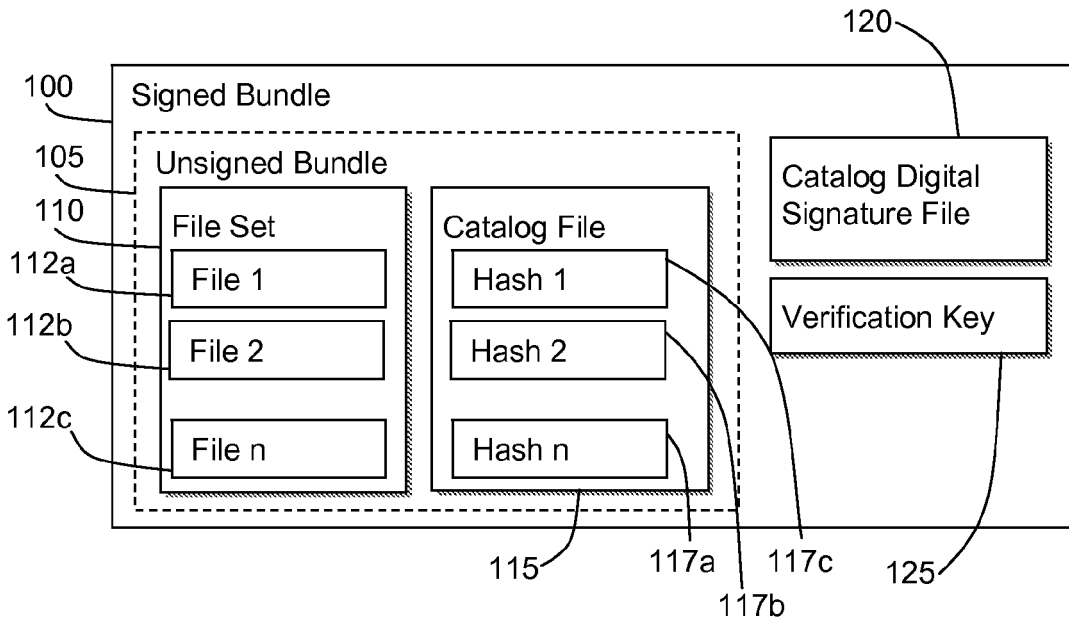 120
100
Signed Bundle
105
Unsigned Bundle
110
File Set
Catalog File
Catalog Digital
Signature File
112a
File 1
Hash 1
112b
File 2
Hash 2
Verification Key
112c
File n
Hash n
115
117a
117c
125
117b